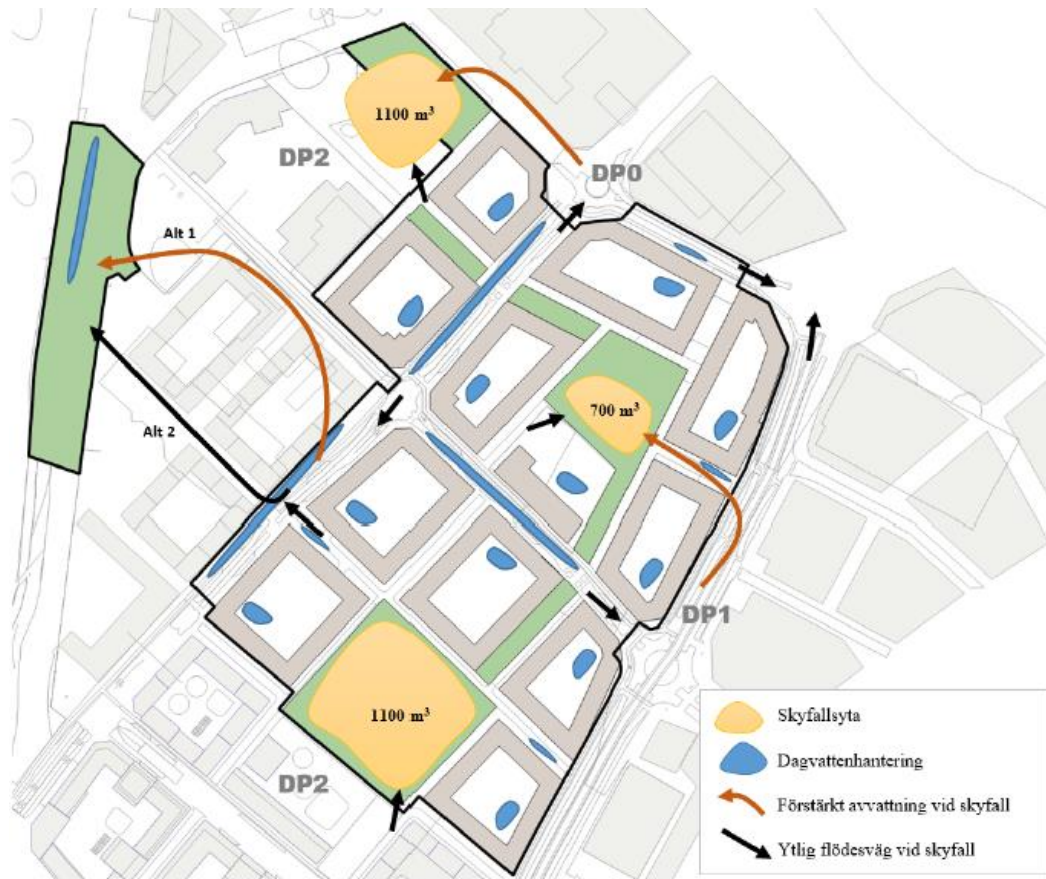 1100 m³
DP2
DP0
Alt 1
700 m³
Alt 2
DP1
1100 m³
DP2
Skyfallsyta
Dagvattenhantering
Förstärkt avvattning vid skyfall
Ytlig flödesväg vid skyfall